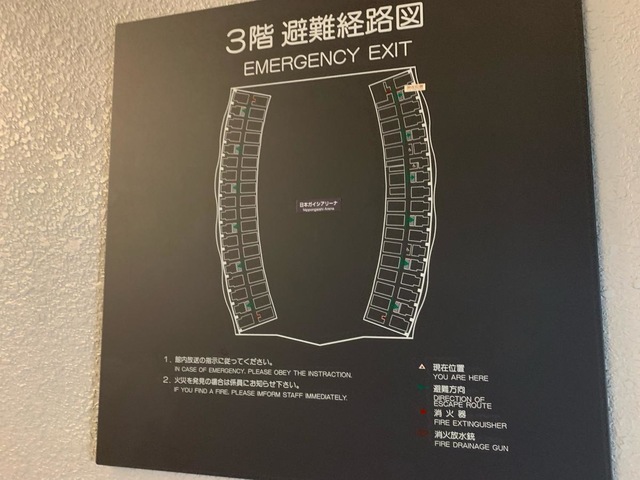 3階 避難経路図
EMERGENCY EXIT
日本ガイシアリーナ
Nippongaishi Arena
1. 館内放送の指示に従ってください。
IN CASE OF EMERGENCY. PLEASE OBEY THE INSTRACTION.
2. 火災を発見の場合は係員にお知らせ下さい。
IF YOU FIND A FIRE, PLEASE IMFORM STAFF IMMEDIATELY.
現在位置
YOU ARE HERE
避難方向
DIRECTION OF
ESCAPE ROUTE
消火器
FIRE EXTINGUISHER
消火放水銃
FIRE DRAINAGE GUN